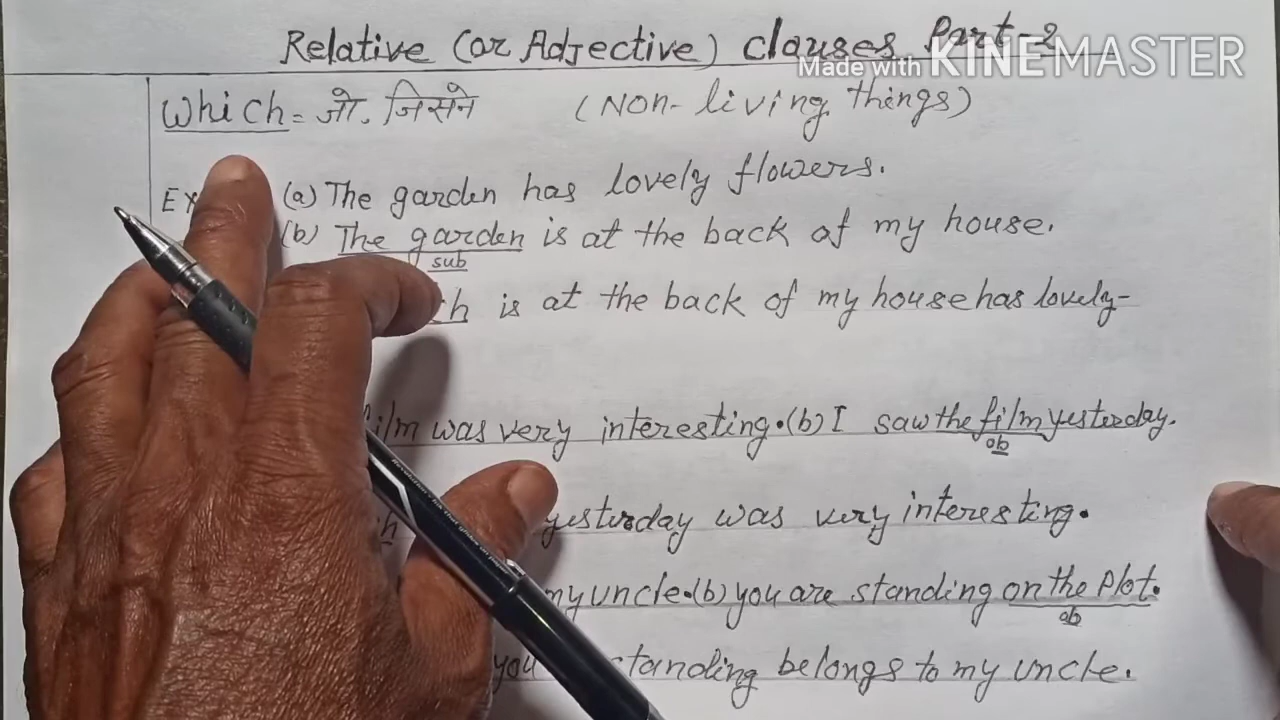 Relative (or Adjective) Clauses Part-2
Made with KINEMASTER
Which = जो. जिसने (Non-living things)
Ex (a) The garden has lovely flowers.
(b) The garden is at the back of my house.
sub
is at the back of my house has lovely-
was very interesting. (b) I saw the film yesterday.
ob
yesterday was very interesting.
my uncle. (b) you are standing on the Plot.
ob
you standing belongs to my uncle.